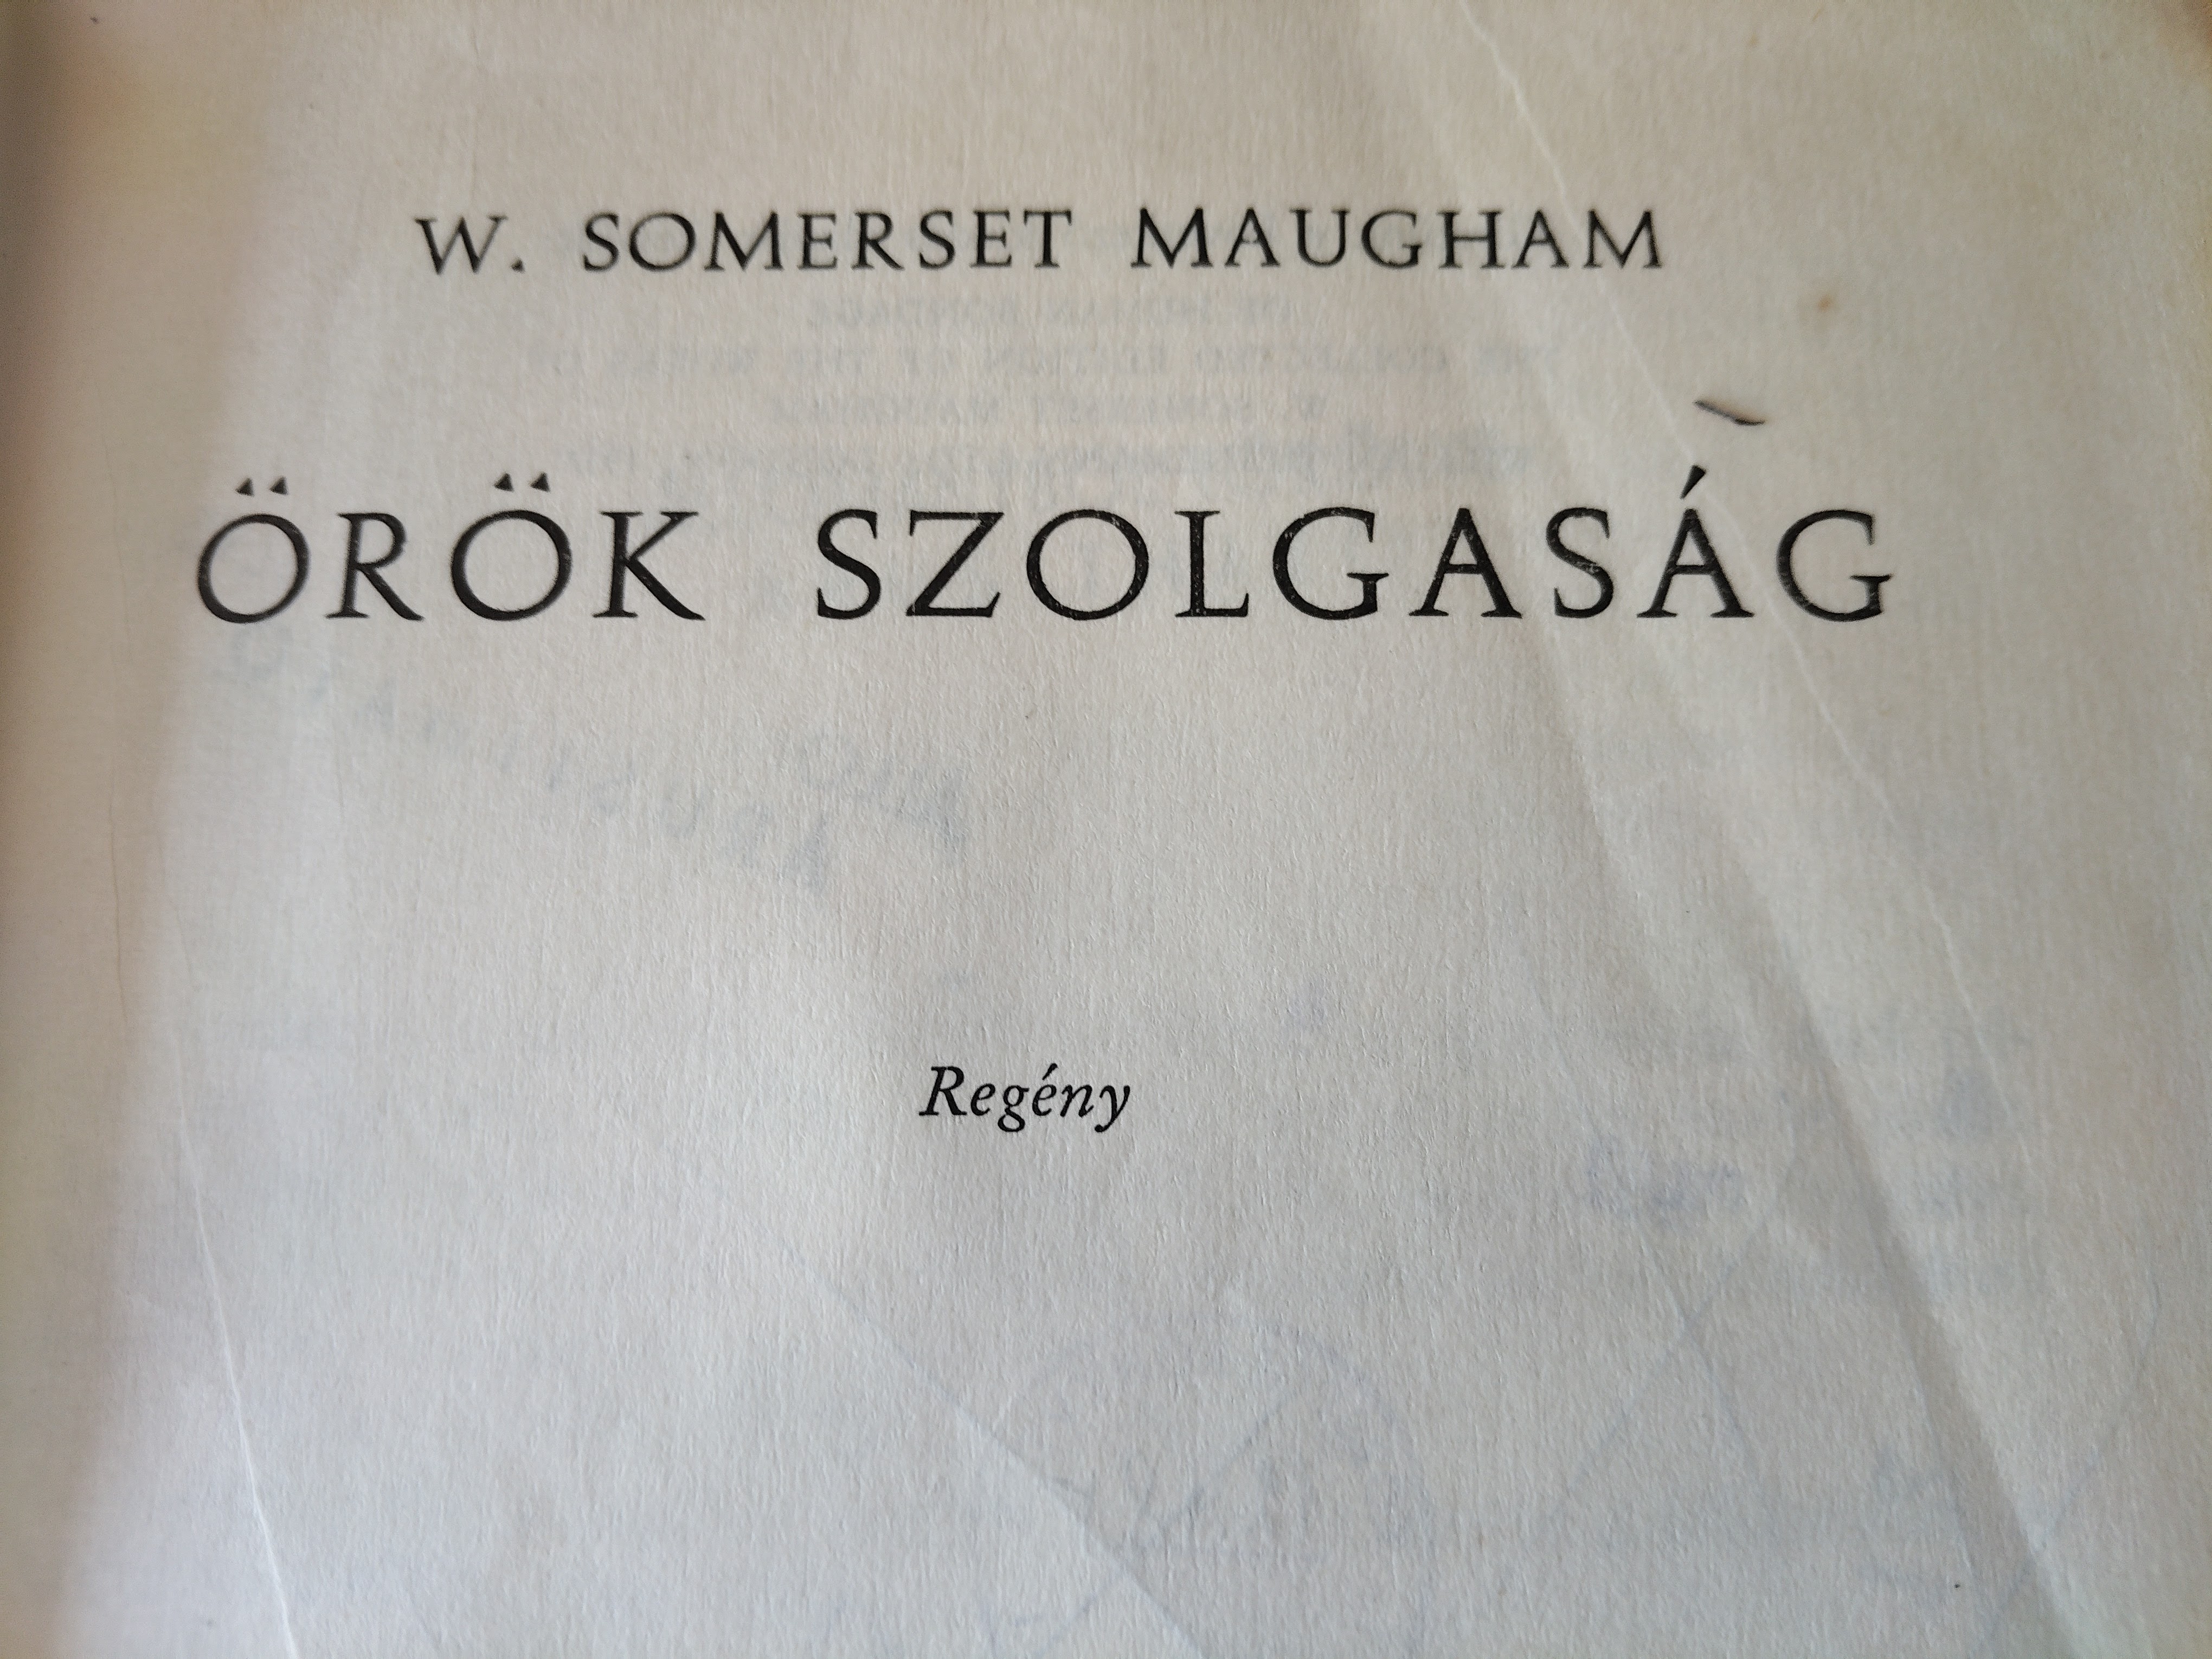 W. SOMERSET MAUGHAM
ÖRÖK SZOLGASÁG
Regény